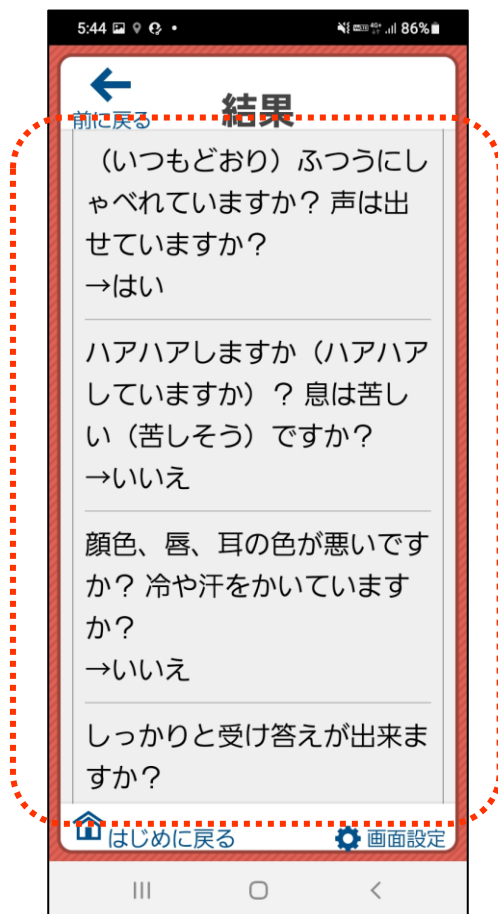 5:44
86%
前に戻る
結果
（いつもどおり）ふつうにし
ゃべれていますか？ 声は出
せていますか？
→はい
ハアハアしますか（ハアハア
していますか）？ 息は苦し
い（苦しそう）ですか？
→いいえ
顔色、唇、耳の色が悪いです
か？ 冷や汗をかいています
か？
→いいえ
しっかりと受け答えが出来ま
すか？
はじめに戻る
画面設定